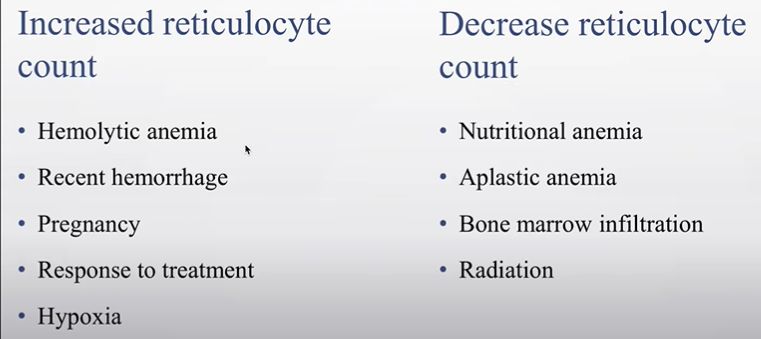 Increased reticulocyte
count
• Hemolytic anemia
• Recent hemorrhage
• Pregnancy
• Response to treatment
• Hypoxia
Decrease reticulocyte
count
• Nutritional anemia
• Aplastic anemia
• Bone marrow infiltration
• Radiation